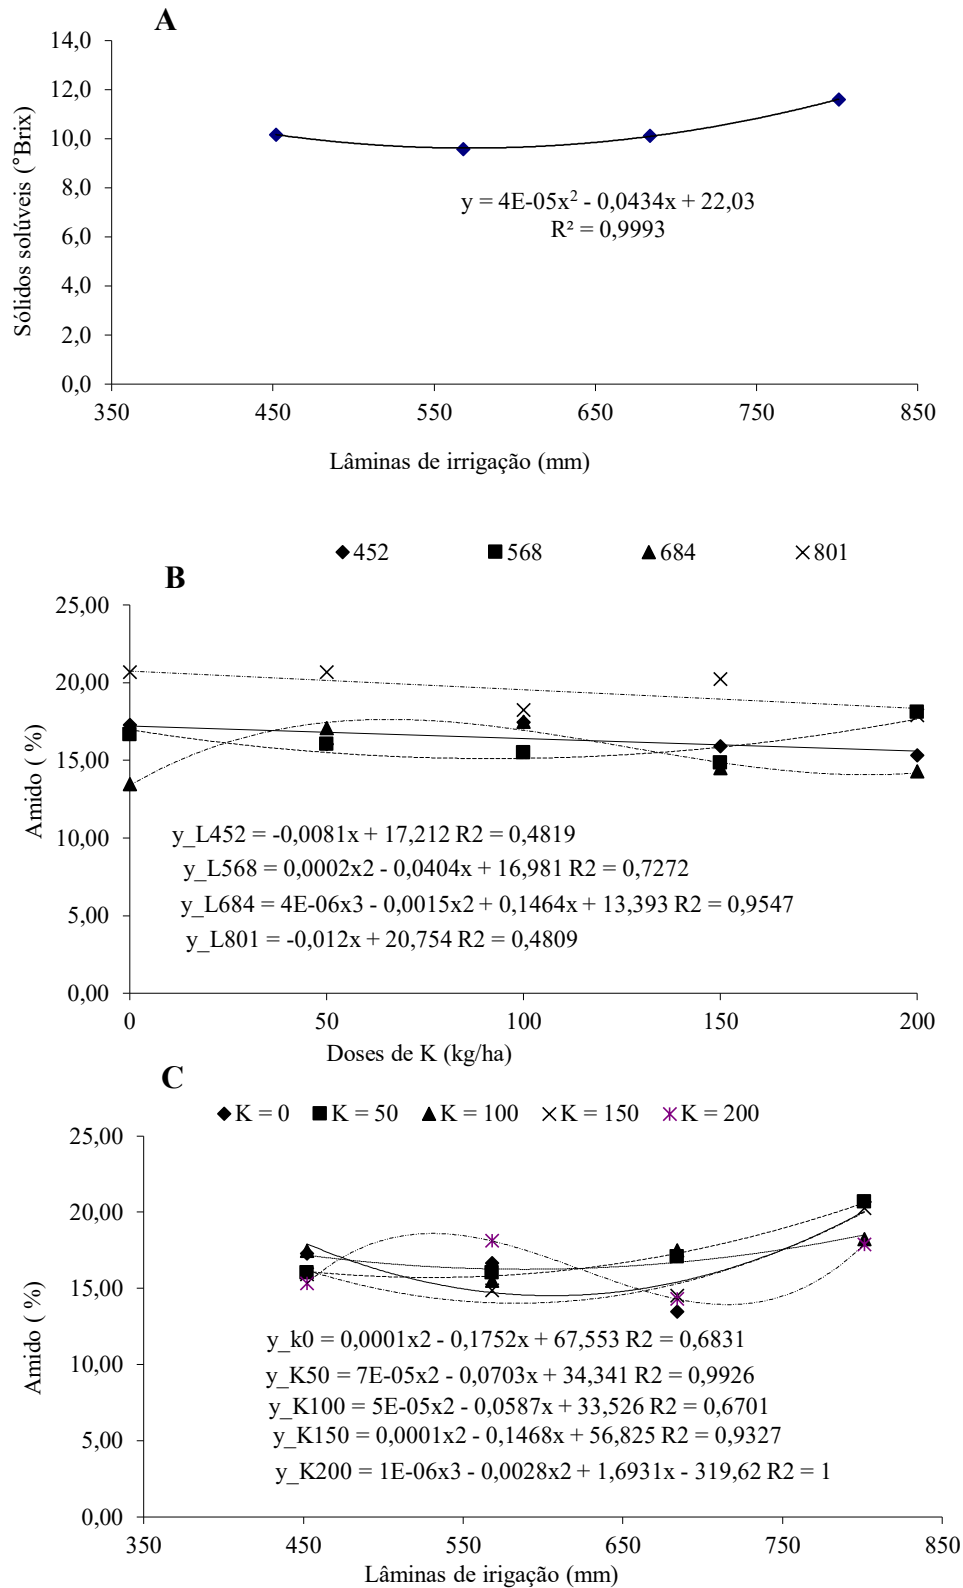 A
14,0
12,0
10,0
8,0
6,0
4,0
2,0
0,0
Sólidos solúveis (°Brix)
y = 4E-05x² - 0,0434x + 22,03
R² = 0,9993
350 450 550 650 750 850
Lâminas de irrigação (mm)
452 568 684 801
B
25,00
20,00
15,00
10,00
5,00
0,00
Amido ( %)
y_L452 = -0,0081x + 17,212 R2 = 0,4819
y_L568 = 0,0002x2 - 0,0404x + 16,981 R2 = 0,7272
y_L684 = 4E-06x3 - 0,0015x2 + 0,1464x + 13,393 R2 = 0,9547
y_L801 = -0,012x + 20,754 R2 = 0,4809
0 50 100 150 200
Doses de K (kg/ha)
C
K = 0 K = 50 K = 100 K = 150 K = 200
25,00
20,00
15,00
10,00
5,00
0,00
Amido ( %)
y_k0 = 0,0001x2 - 0,1752x + 67,553 R2 = 0,6831
y_K50 = 7E-05x2 - 0,0703x + 34,341 R2 = 0,9926
y_K100 = 5E-05x2 - 0,0587x + 33,526 R2 = 0,6701
y_K150 = 0,0001x2 - 0,1468x + 56,825 R2 = 0,9327
y_K200 = 1E-06x3 - 0,0028x2 + 1,6931x - 319,62 R2 = 1
350 450 550 650 750 850
Lâminas de irigação (mm)